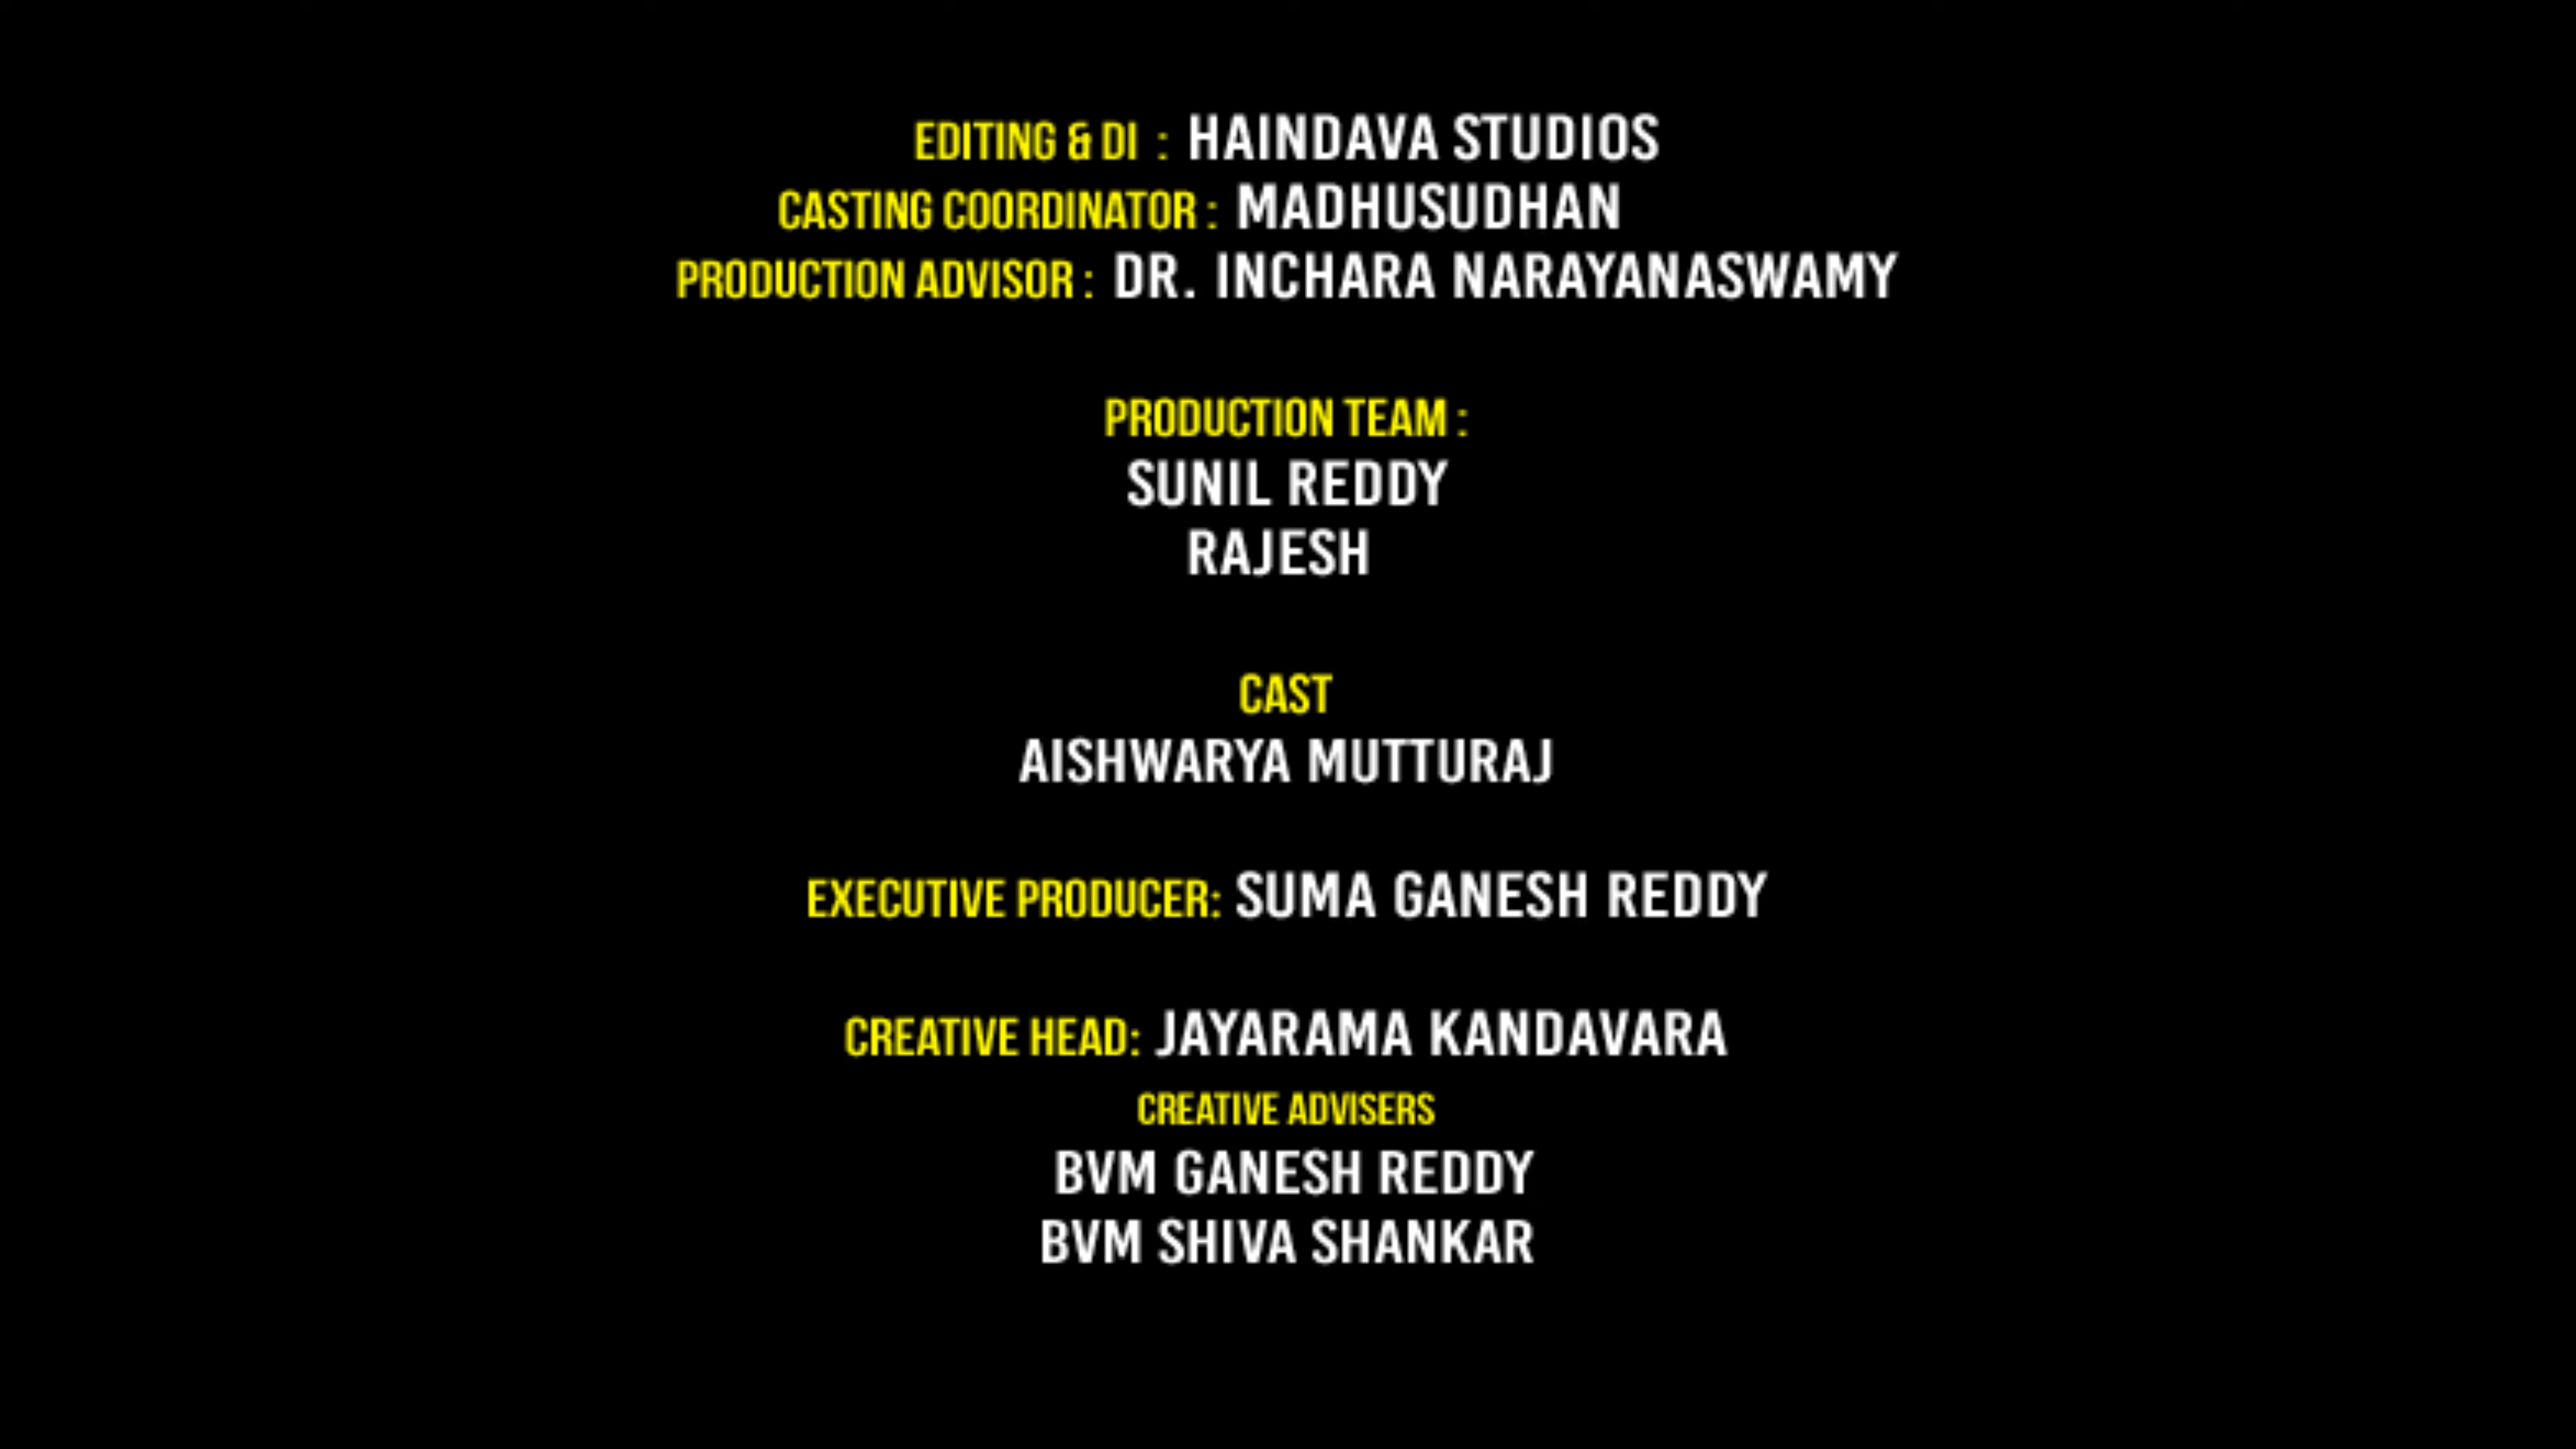 EDITING & DI : HAINDAVA STUDIOS
CASTING COORDINATOR : MADHUSUDHAN
PRODUCTION ADVISOR : DR. INCHARA NARAYANASWAMY
PRODUCTION TEAM :
SUNIL REDDY
RAJESH
CAST
AISHWARYA MUTTURAJ
EXECUTIVE PRODUCER: SUMA GANESH REDDY
CREATIVE HEAD: JAYARAMA KANDAVARA
CREATIVE ADVISERS
BVM GANESH REDDY
BVM SHIVA SHANKAR